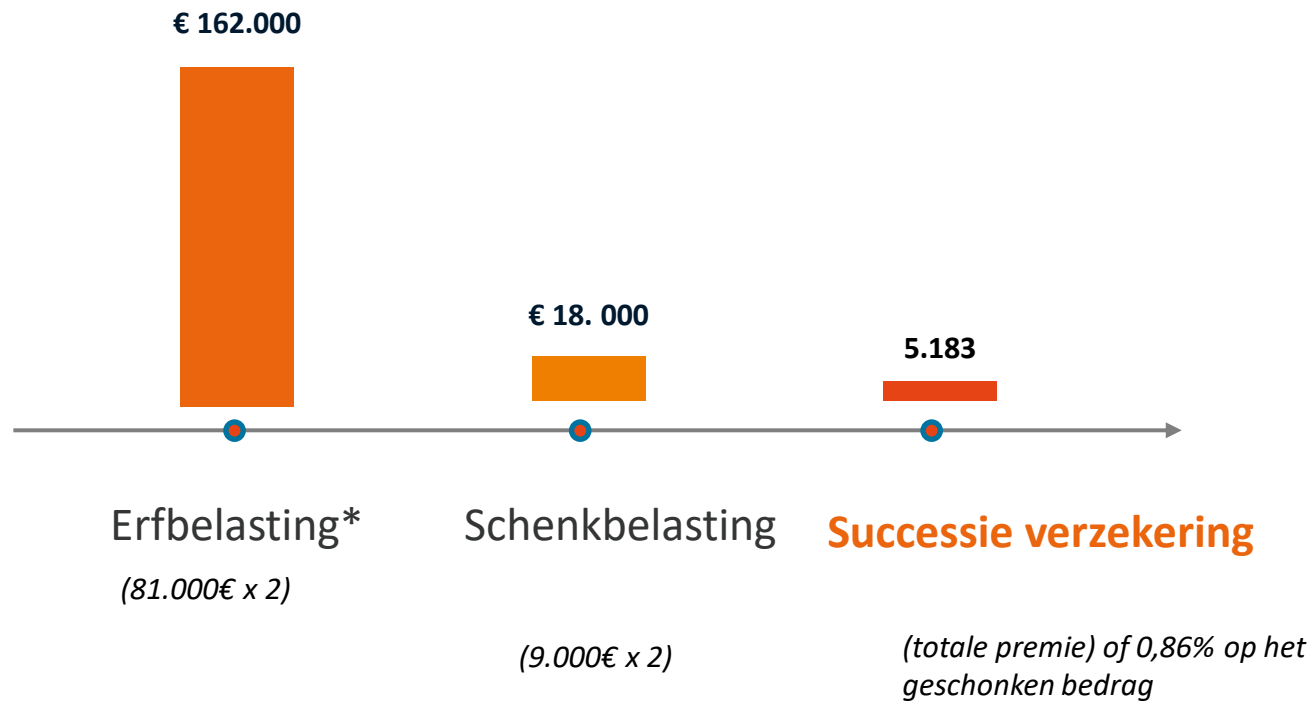 € 162.000
€ 18. 000
5.183
Erfbelasting*
Schenkbelasting
Successie verzekering
(81.000€ x 2)
(9.000€ x 2)
(totale premie) of 0,86% op het
geschonken bedrag